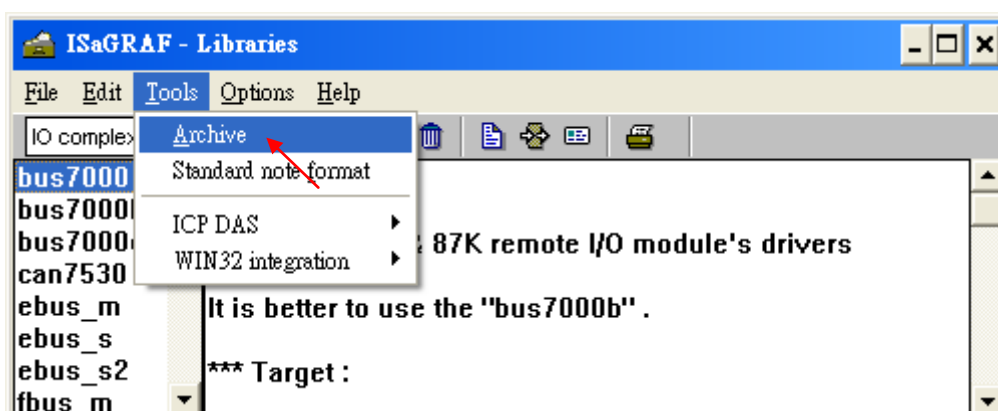 ISaGRAF - Libraries
File Edit Tools Options Help
IO complex
Archive
Standard note format
ICP DAS
WIN32 integration
bus7000
bus7000
bus7000
can7530
ebus_m
ebus_s
ebus_s2
fbus_m
87K remote I/O module's drivers
It is better to use the "bus7000b" .
*** Target :